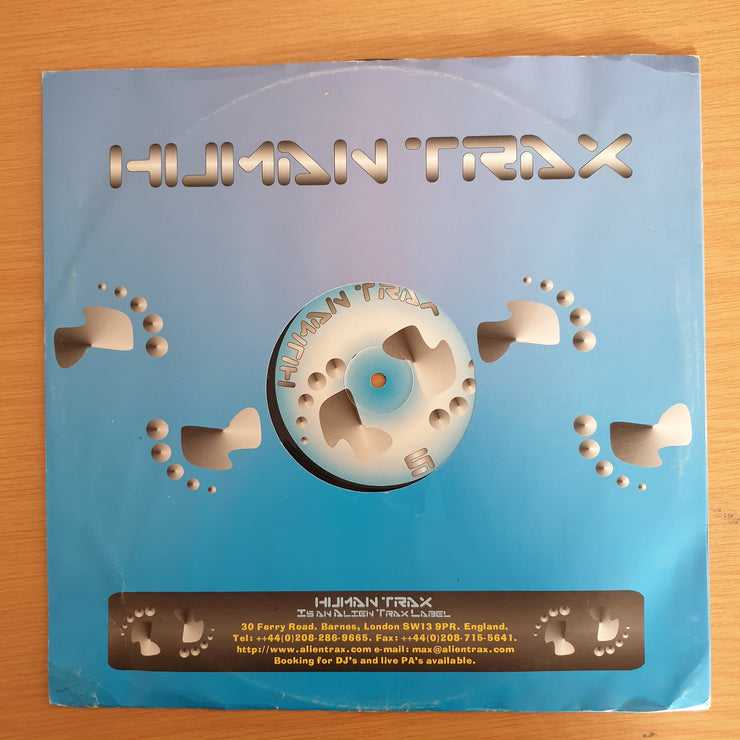 HUMAN TRAX
HUMAN TRAX
HUMAN TRAX
Is an Alien Trax Label
30 Ferry Road. Barnes, London SW13 9PR. England.
Tel: ++44(0)208-286-9665. Fax: ++44(0)208-715-5641.
http://www.alientrax.com e-mail: max@alientrax.com
Booking for DJ's and live PA's available.